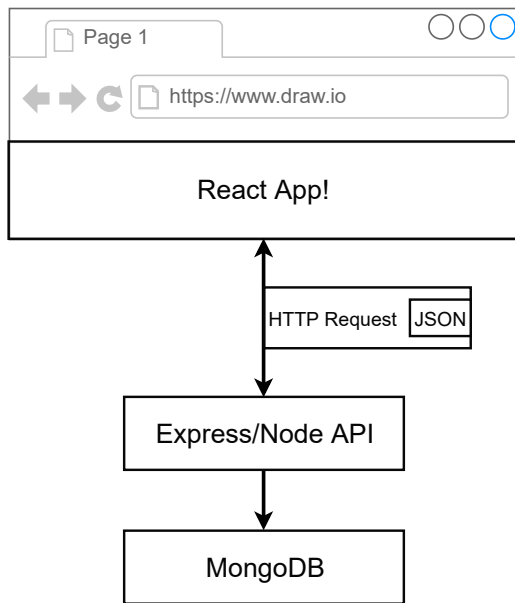 Page 1
https://www.draw.io
React App!
HTTP Request
JSON
Express/Node API
MongoDB